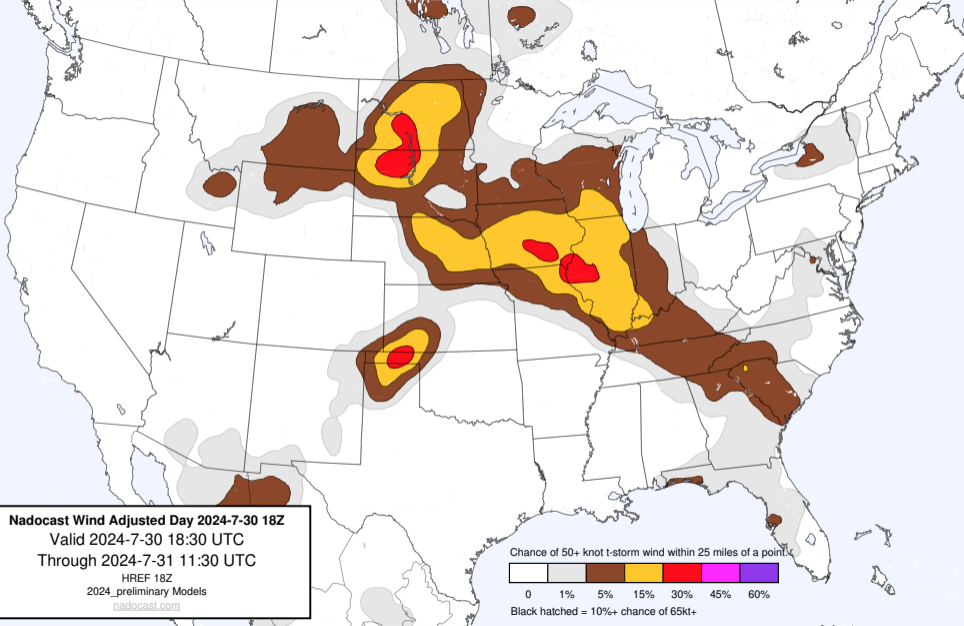 Nadocast Wind Adjusted Day 2024-7-30 18Z
Valid 2024-7-30 18:30 UTC
Through 2024-7-31 11:30 UTC
HREF 18Z
2024_preliminary Models
nadocast.com
Chance of 50+ knot t-storm wind within 25 miles of a point.
0 1% 5% 15% 30% 45% 60%
Black hatched = 10%+ chance of 65kt+